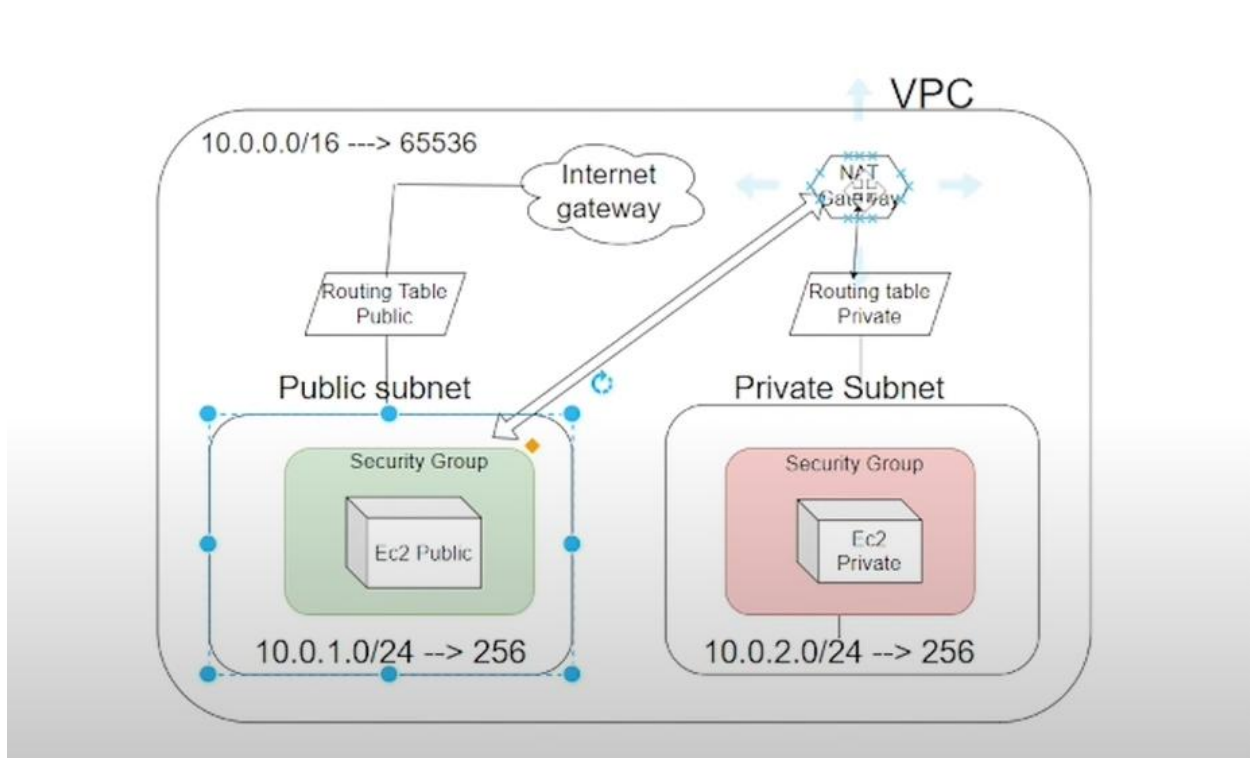 VPC
10.0.0.0/16 ---> 65536
Internet
gateway
NAT
Gateway
Routing Table
Public
Routing table
Private
Public subnet
Private Subnet
Security Group
Security Group
Ec2 Public
Ec2
Private
10.0.1.0/24 --> 256
10.0.2.0/24 --> 256